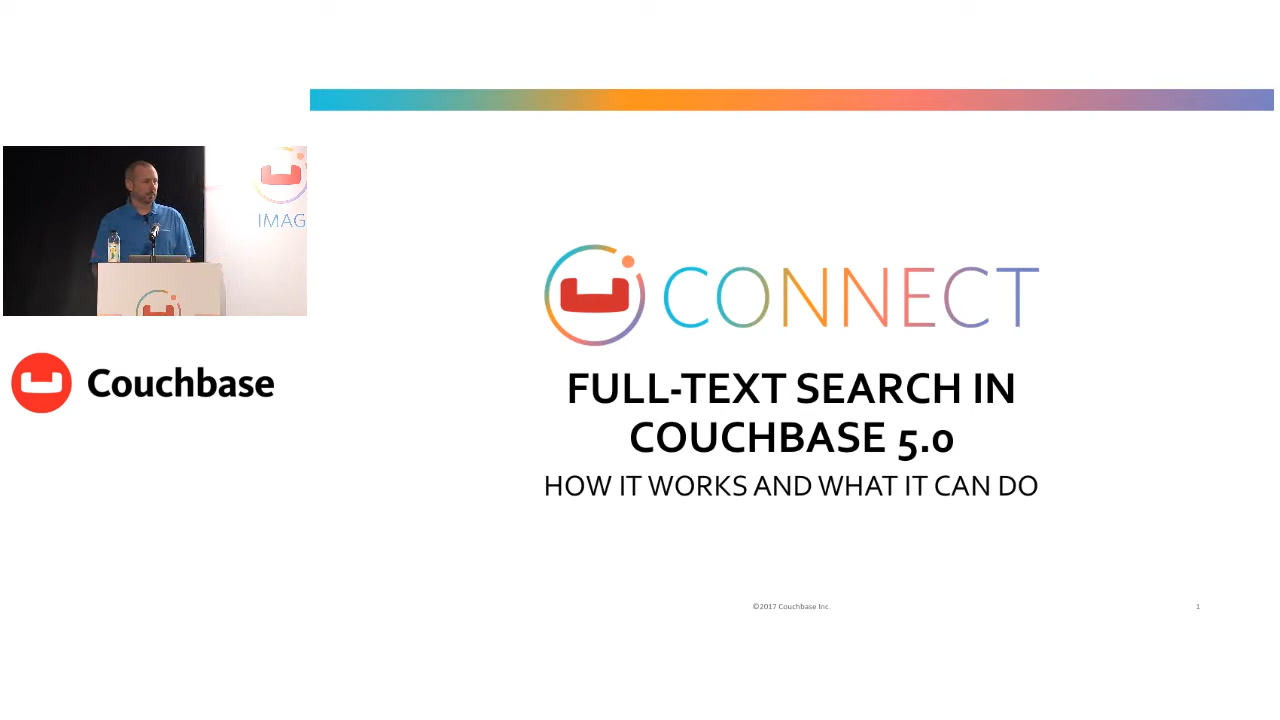 CONNECT
FULL-TEXT SEARCH IN
COUCHBASE 5.0
HOW IT WORKS AND WHAT IT CAN DO
IMAG
Couchbase
©2017 Couchbase Inc.
1